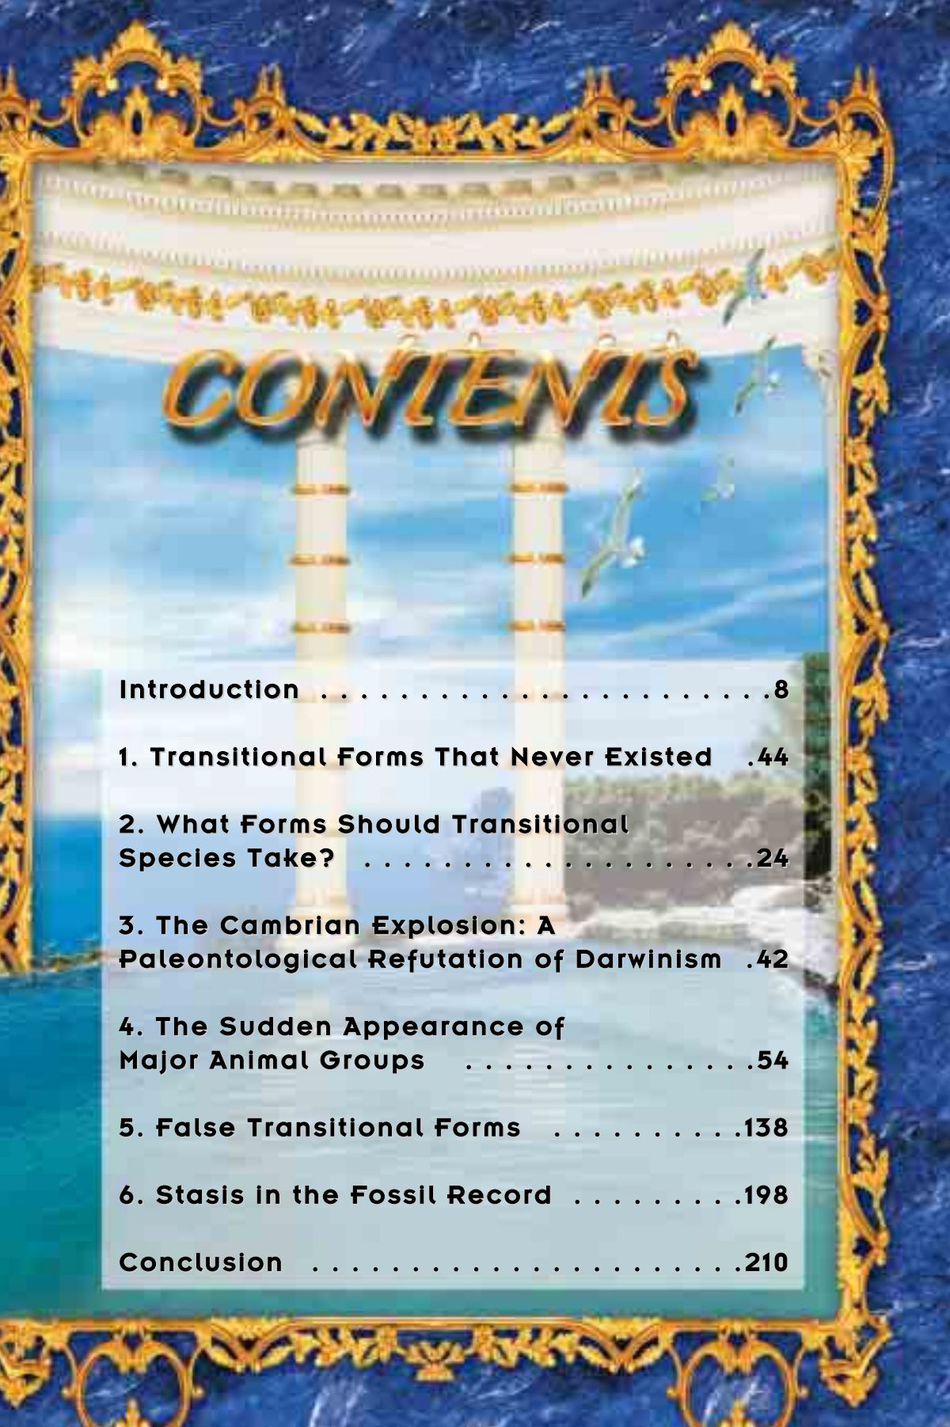 CONTENTS
Introduction . . . . . . . . . . . . . . . . . . . . . . .8
1. Transitional Forms That Never Existed .44
2. What Forms Should Transitional
Species Take? . . . . . . . . . . . . . . . . . . . .24
3. The Cambrian Explosion: A
Paleontological Refutation of Darwinism .42
4. The Sudden Appearance of
Major Animal Groups . . . . . . . . . . . . . . .54
5. False Transitional Forms . . . . . . . . . .138
6. Stasis in the Fossil Record . . . . . . . . .198
Conclusion . . . . . . . . . . . . . . . . . . . . . .210